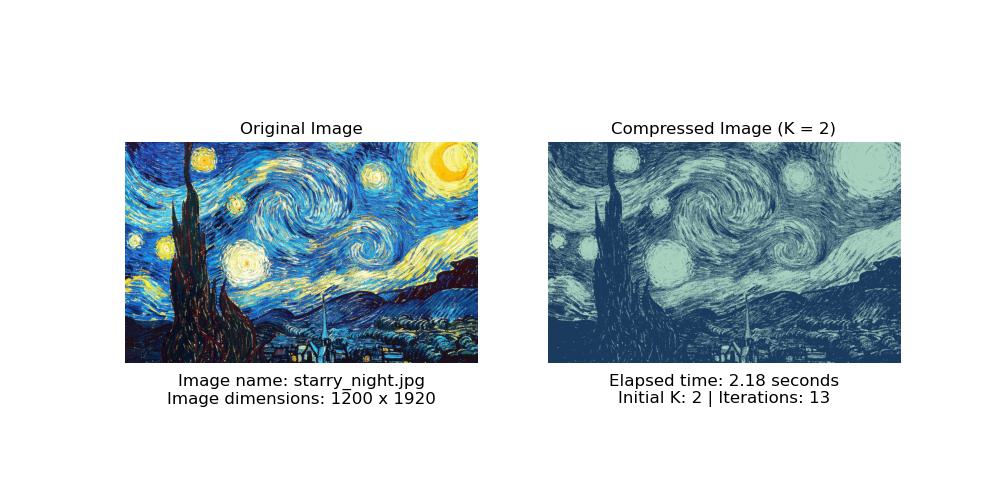 Original Image
Image name: starry_night.jpg
Image dimensions: 1200 x 1920
Compressed Image (K = 2)
Elapsed time: 2.18 seconds
Initial K: 2 | Iterations: 13